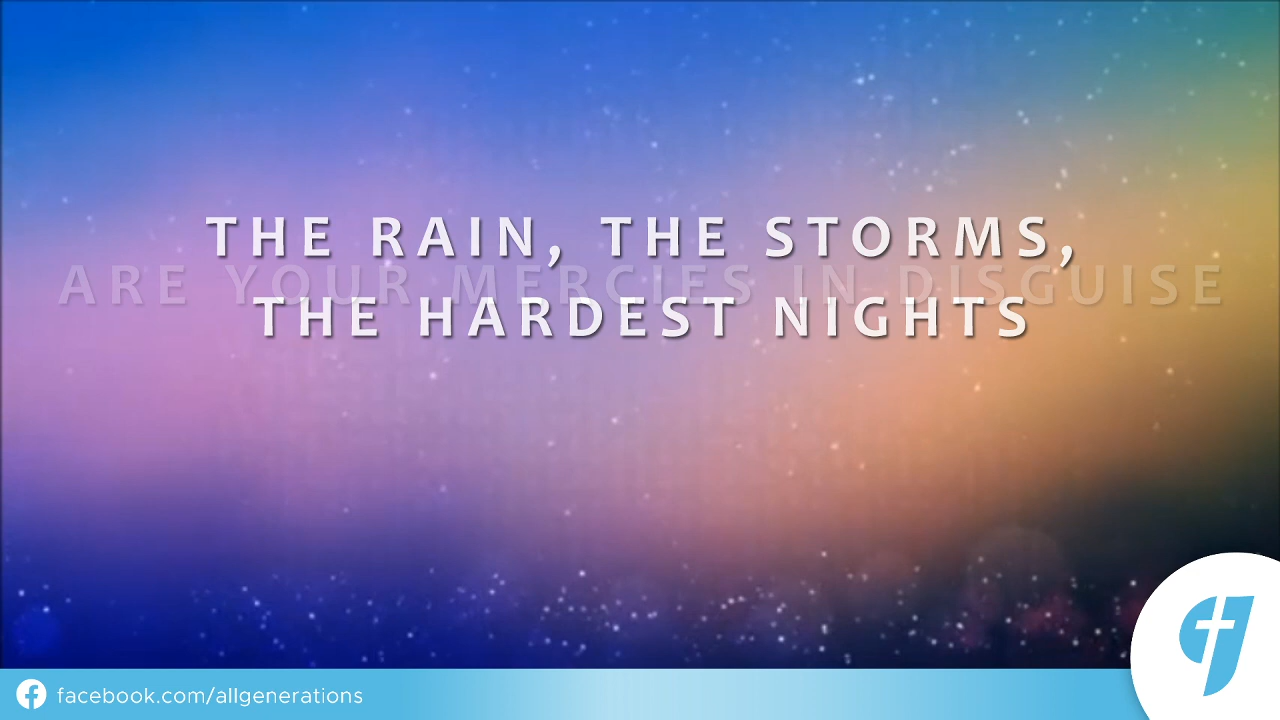 THE RAIN, THE STORMS,
ARE YOUR MERCIES IN DISGUISE
THE HARDEST NIGHTS
facebook.com/allgenerations